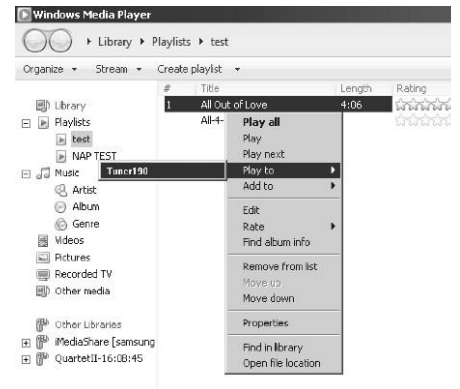 Windows Media Player
Library ▸ Playlists ▸ test
Organize Stream Create playlist
# Title Length Rating
Library
Playlists
test
NAP TEST
Music
Artist
Album
Genre
Videos
Pictures
Recorded TV
Other media
Other Libraries
iMediaShare [samsung
QuartetII-16:0B:45
1 All Out of Love 4:06
All-4-
Play all
Play
Play next
Play to
Tuner190
Add to
Edit
Rate
Find album info
Remove from list
Move up
Move down
Properties
Find in library
Open file location